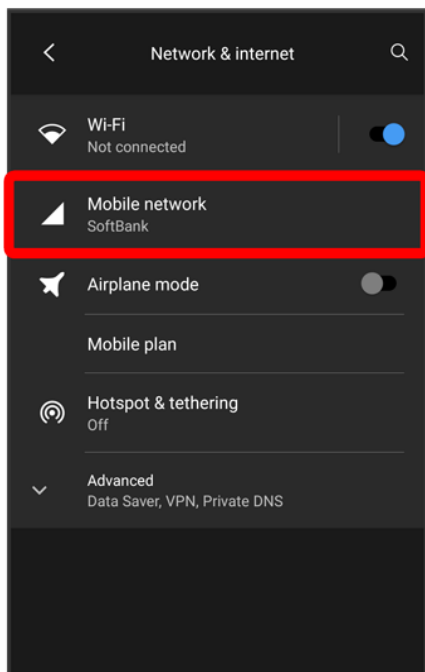 Network & internet
Wi-Fi
Not connected
Mobile network
SoftBank
Airplane mode
Mobile plan
Hotspot & tethering
Off
Advanced
Data Saver, VPN, Private DNS